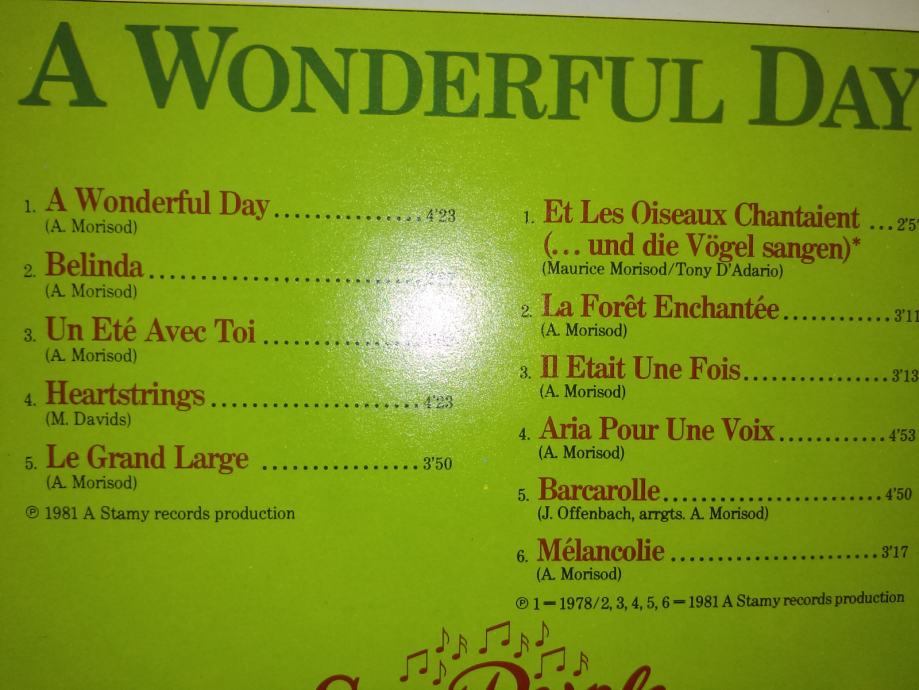 A WONDERFUL DAY
1. A Wonderful Day ............... 4'23
(A. Morisod)
2. Belinda
(A. Morisod)
3. Un Eté Avec Toi
(A. Morisod)
4. Heartstrings ............... 4'23
(M. Davids)
5. Le Grand Large ............... 3'50
(A. Morisod)
℗ 1981 A Stamy records production
1. Et Les Oiseaux Chantaient
(... und die Vögel sangen)*
(Maurice Morisod/Tony D'Adario)
2. La Forêt Enchantée ............ 3'11
(A. Morisod)
3. Il Etait Une Fois ............... 3'13
(A. Morisod)
4. Aria Pour Une Voix ............ 4'53
(A. Morisod)
5. Barcarolle ............... 4'50
(J. Offenbach, arrgts. A. Morisod)
6. Mélancolie ............... 3'17
(A. Morisod)
℗ 1=1978/2, 3, 4, 5, 6=1981 A Stamy records production